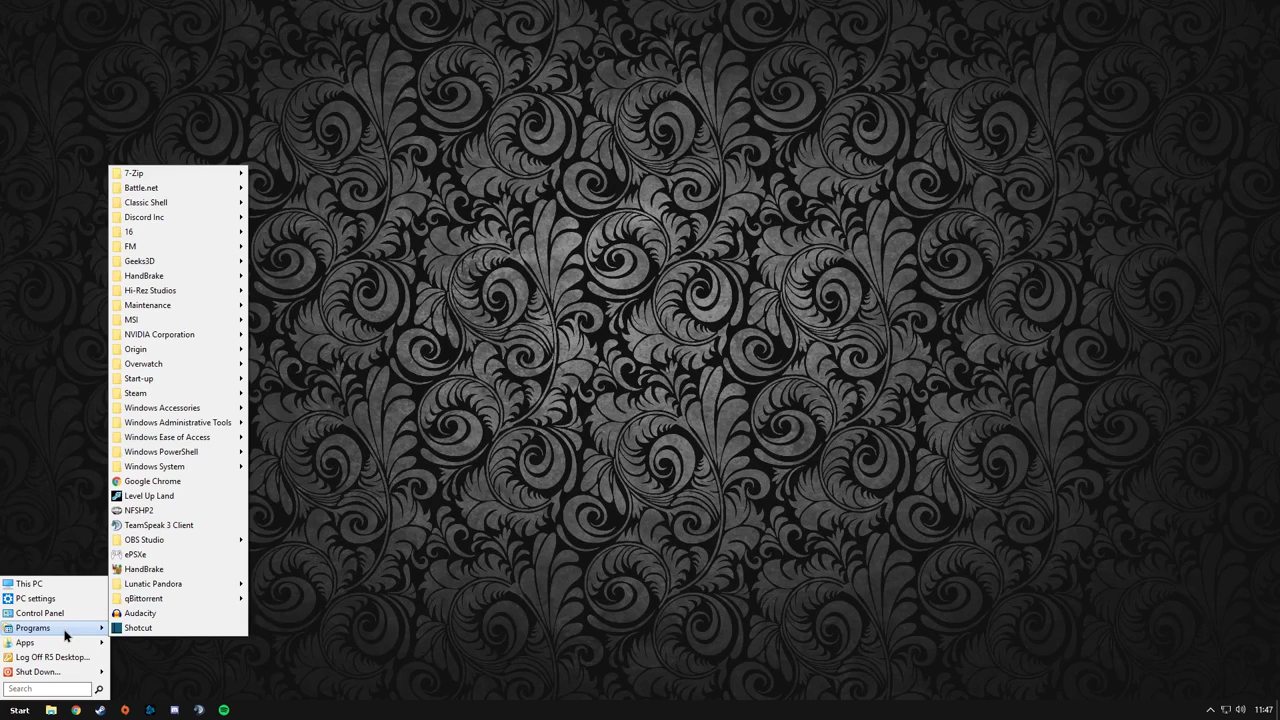 7-Zip
Battle.net
Classic Shell
Discord Inc
16
FM
Geeks3D
HandBrake
Hi-Rez Studios
Maintenance
MSI
NVIDIA Corporation
Origin
Overwatch
Start-up
Steam
Windows Accessories
Windows Administrative Tools
Windows Ease of Access
Windows PowerShell
Windows System
Google Chrome
Level Up Land
NFSHP2
TeamSpeak 3 Client
OBS Studio
ePSXe
HandBrake
Lunatic Pandora
qBittorrent
Audacity
Shotcut
This PC
PC settings
Control Panel
Programs
Apps
Log Off R5 Desktop...
Shut Down...
Search
Start
11:47